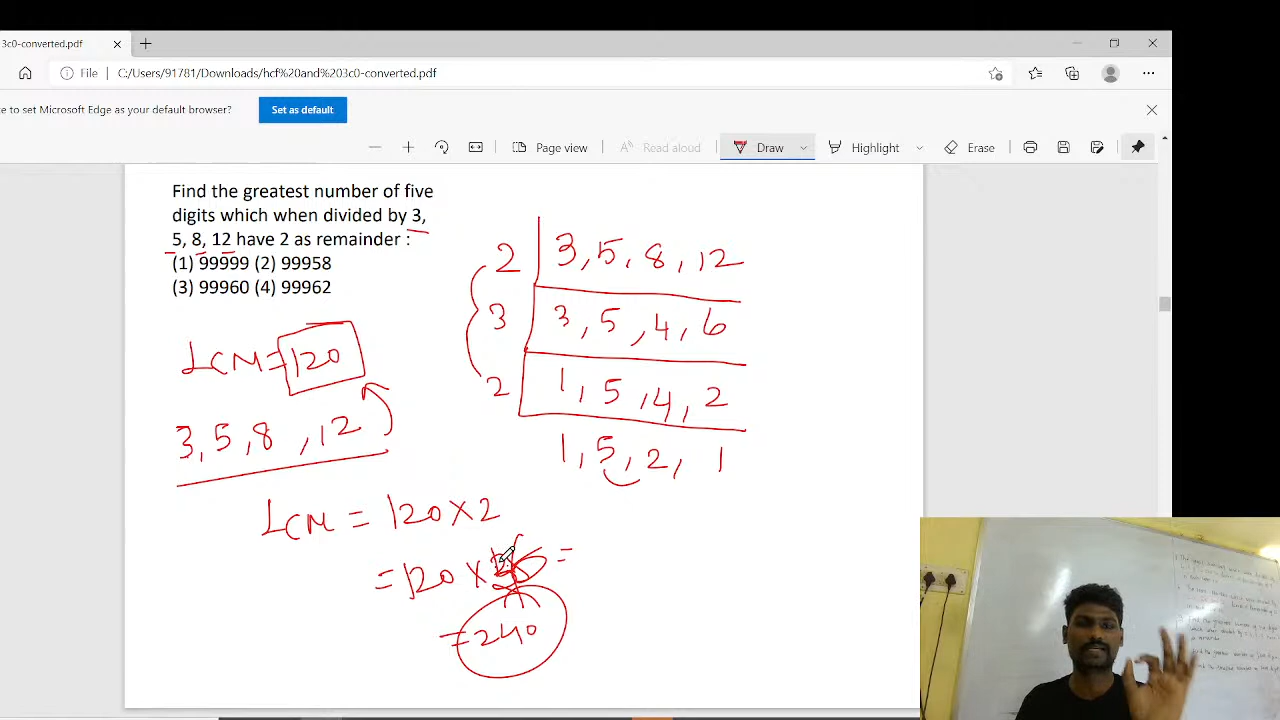 3c0-converted.pdf
File C:/Users/91781/Downloads/hcf%20and%203c0-converted.pdf
e to set Microsoft Edge as your default browser? Set as default
Page view Read aloud Draw Highlight Erase
Find the greatest number of five
digits which when divided by 3,
5, 8, 12 have 2 as remainder :
(1) 99999 (2) 99958
(3) 99960 (4) 99962
2 3, 5, 8, 12
3 3, 5, 4, 6
2 1, 5, 4, 2
1, 5, 2, 1
LCM = 120
3, 5, 8, 12
LCM = 120 × 2
= 120 × =
= 240